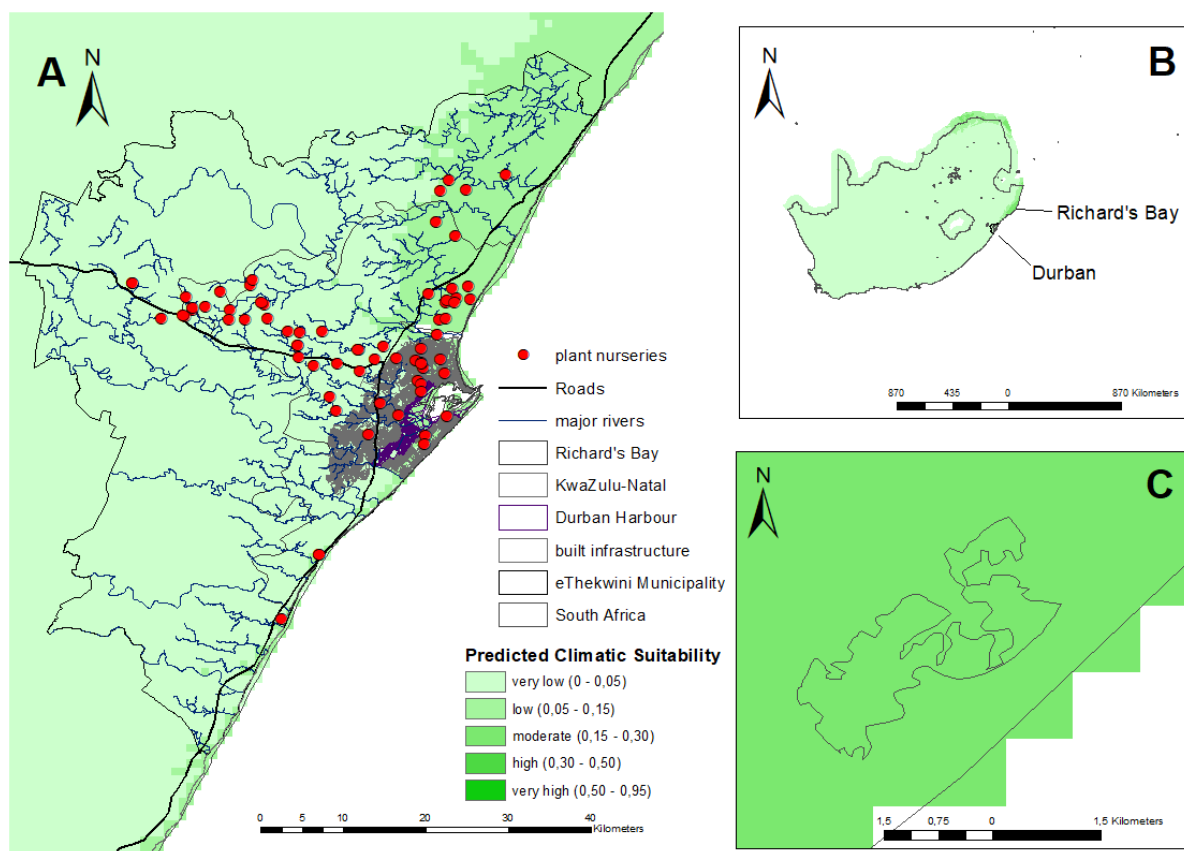 A
N
plant nurseries
Roads
major rivers
Richard's Bay
KwaZulu-Natal
Durban Harbour
built infrastructure
eThekwini Municipality
South Africa
Predicted Climatic Suitability
very low (0 - 0,05)
low (0,05 - 0,15)
moderate (0,15 - 0,30)
high (0,30 - 0,50)
very high (0,50 - 0,95)
0 5 10 20 30 40
Kilometers
B
N
Richard's Bay
Durban
870 435 0 870 Kilometers
C
N
1,5 0,75 0 1,5 Kilometers